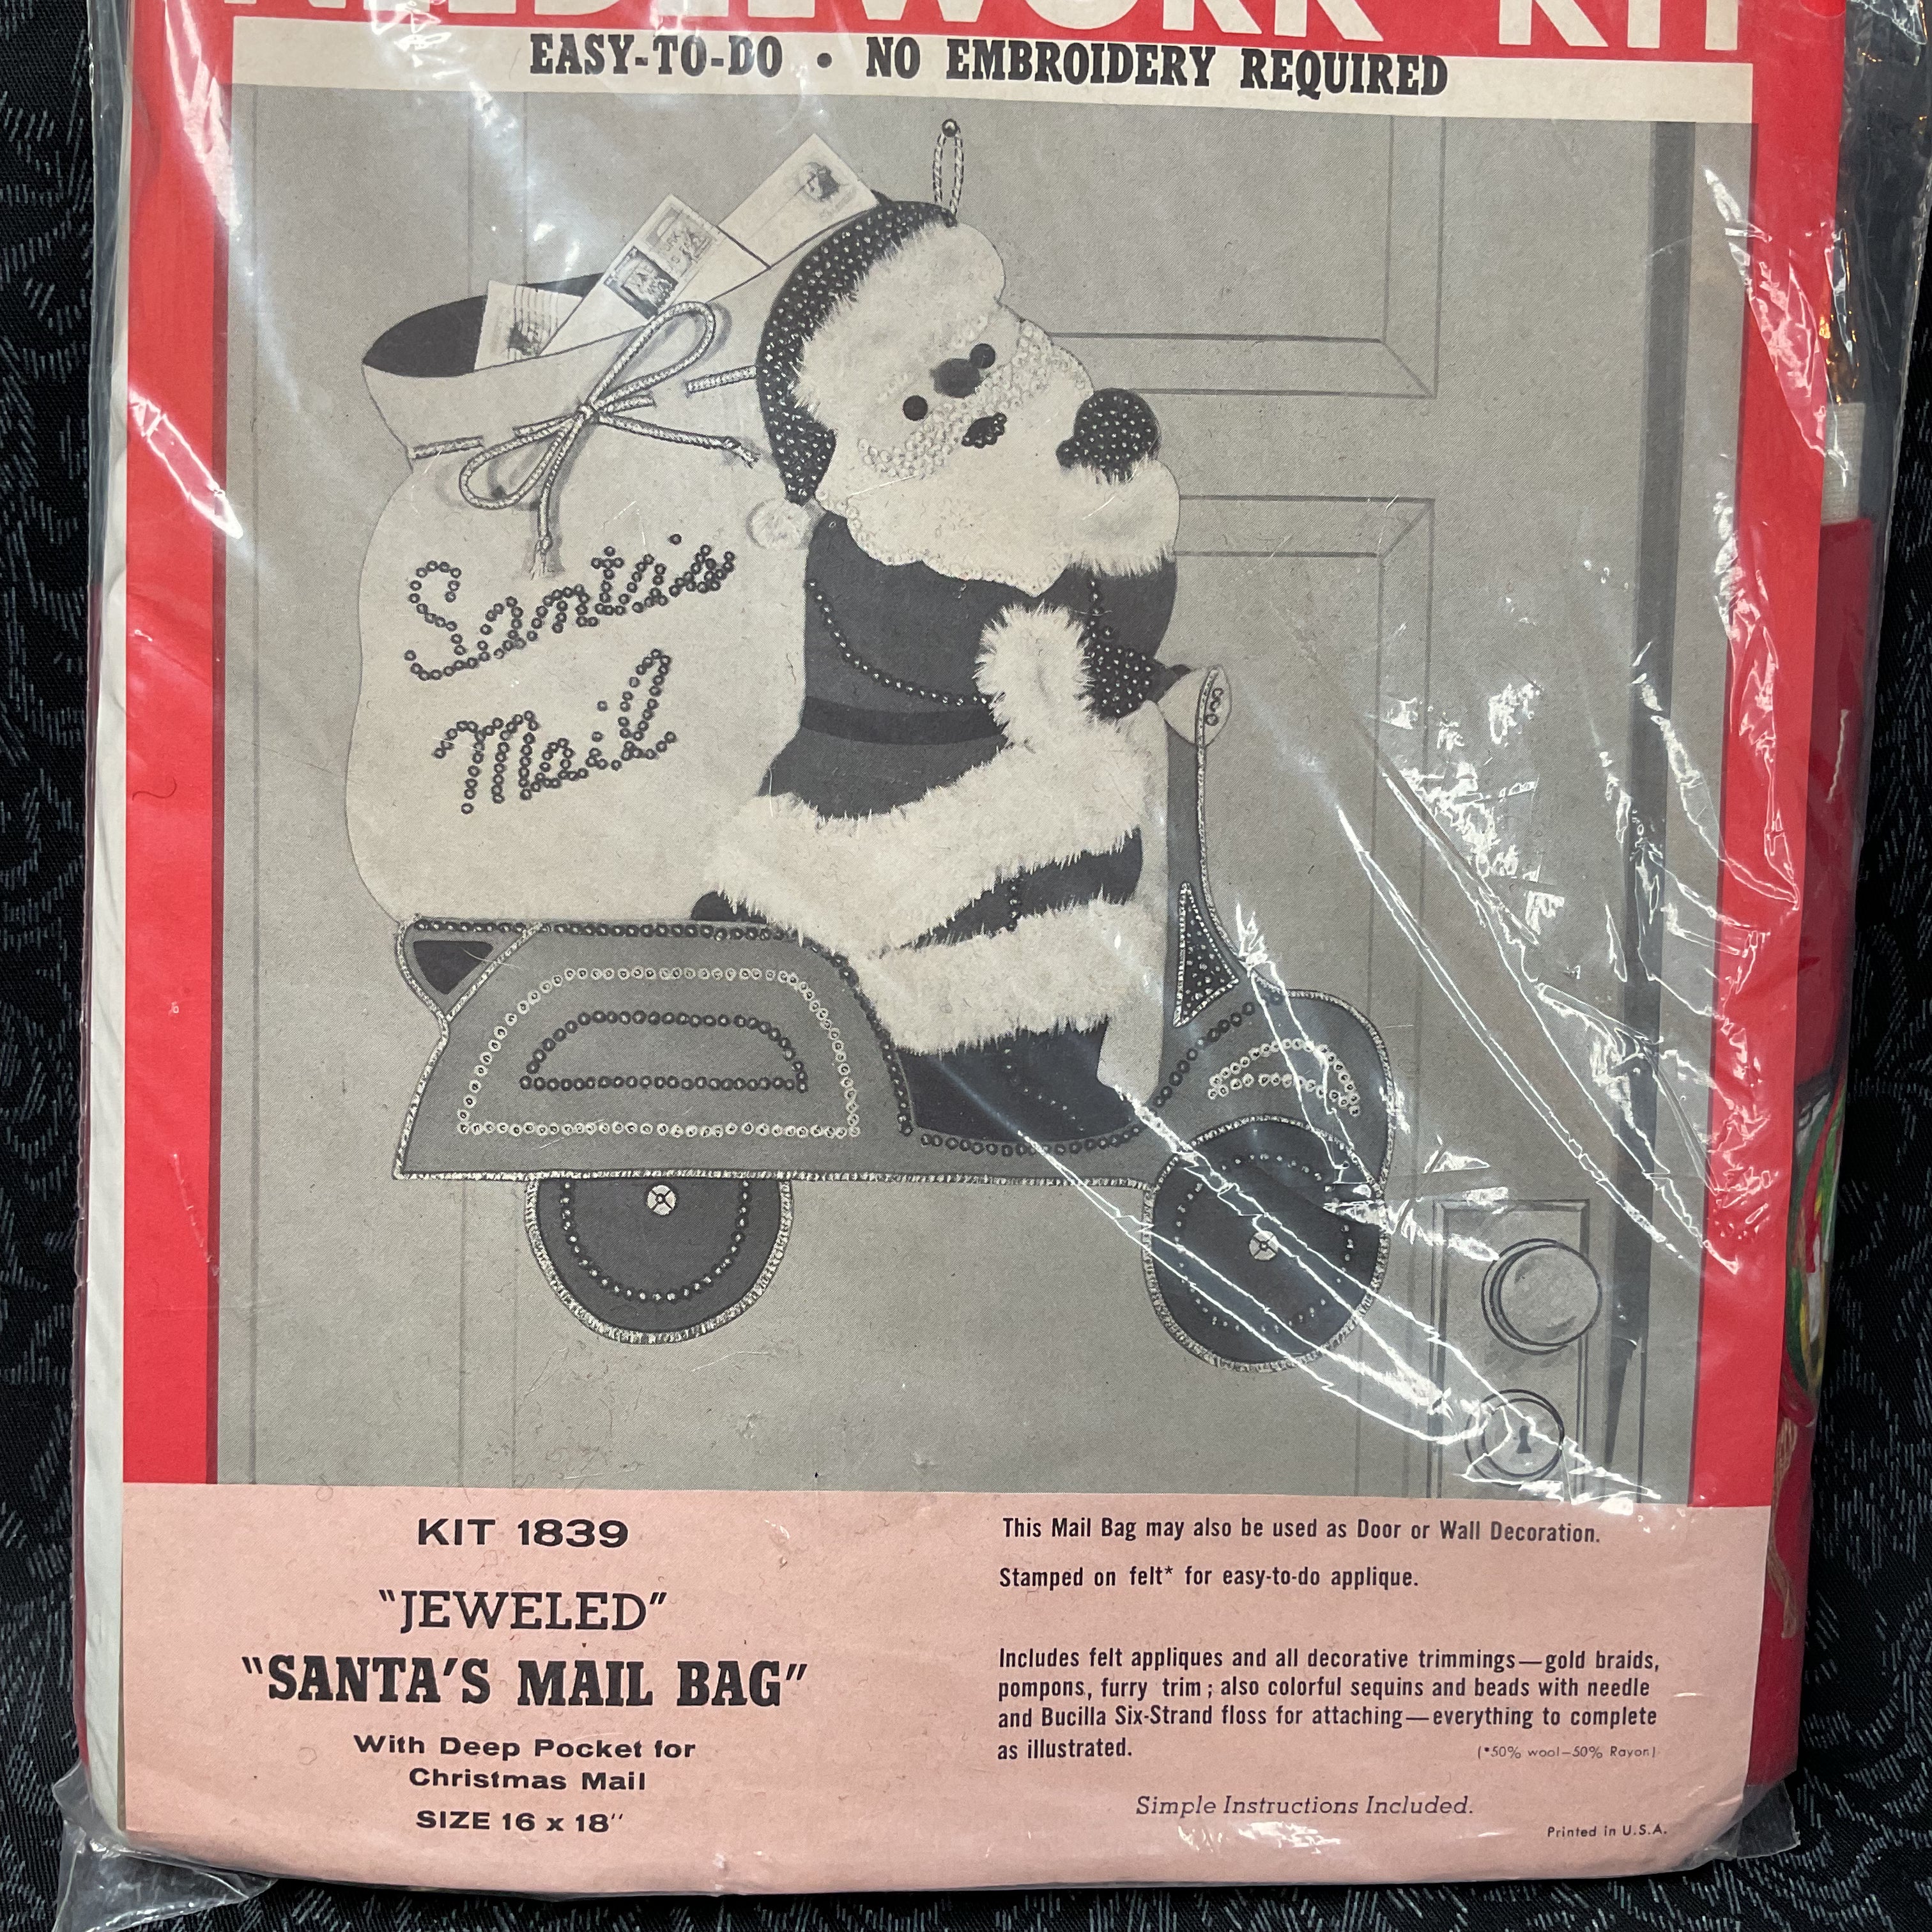 NEEDLEWORK KIT
EASY-TO-DO • NO EMBROIDERY REQUIRED
Santa's
Mail
KIT 1839
"JEWELED"
"SANTA'S MAIL BAG"
With Deep Pocket for
Christmas Mail
SIZE 16 x 18"
This Mail Bag may also be used as Door or Wall Decoration.
Stamped on felt* for easy-to-do applique.
Includes felt appliques and all decorative trimmings—gold braids,
pompons, furry trim; also colorful sequins and beads with needle
and Bucilla Six-Strand floss for attaching—everything to complete
as illustrated.
(*50% wool—50% Rayon)
Simple Instructions Included.
Printed in U.S.A.